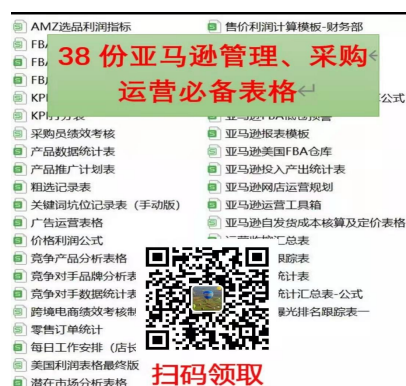 AMZ选品利润指标
售价利润计算模板-财务部
38 份亚马逊管理、采购
运营必备表格
公式
采购员绩效考核
亚马逊报表模板
产品数据统计表
亚马逊美国FBA仓库
产品推广计划表
亚马逊投入产出统计表
粗选记录表
亚马逊网店运营规划
关键词坑位记录表（手动版）
亚马逊运营工具箱
广告运营表格
亚马逊自发货成本核算及定价表格
价格利润公式
竞争产品分析表格
竞争对手品牌分析表
统计表
竞争对手数据统计表
统计汇总表-公式
跨境电商绩效考核制
曝光排名跟踪表一
零售订单统计
每日工作安排（店长
美国利润表格最终版
潜在市场分析表格
扫码领取